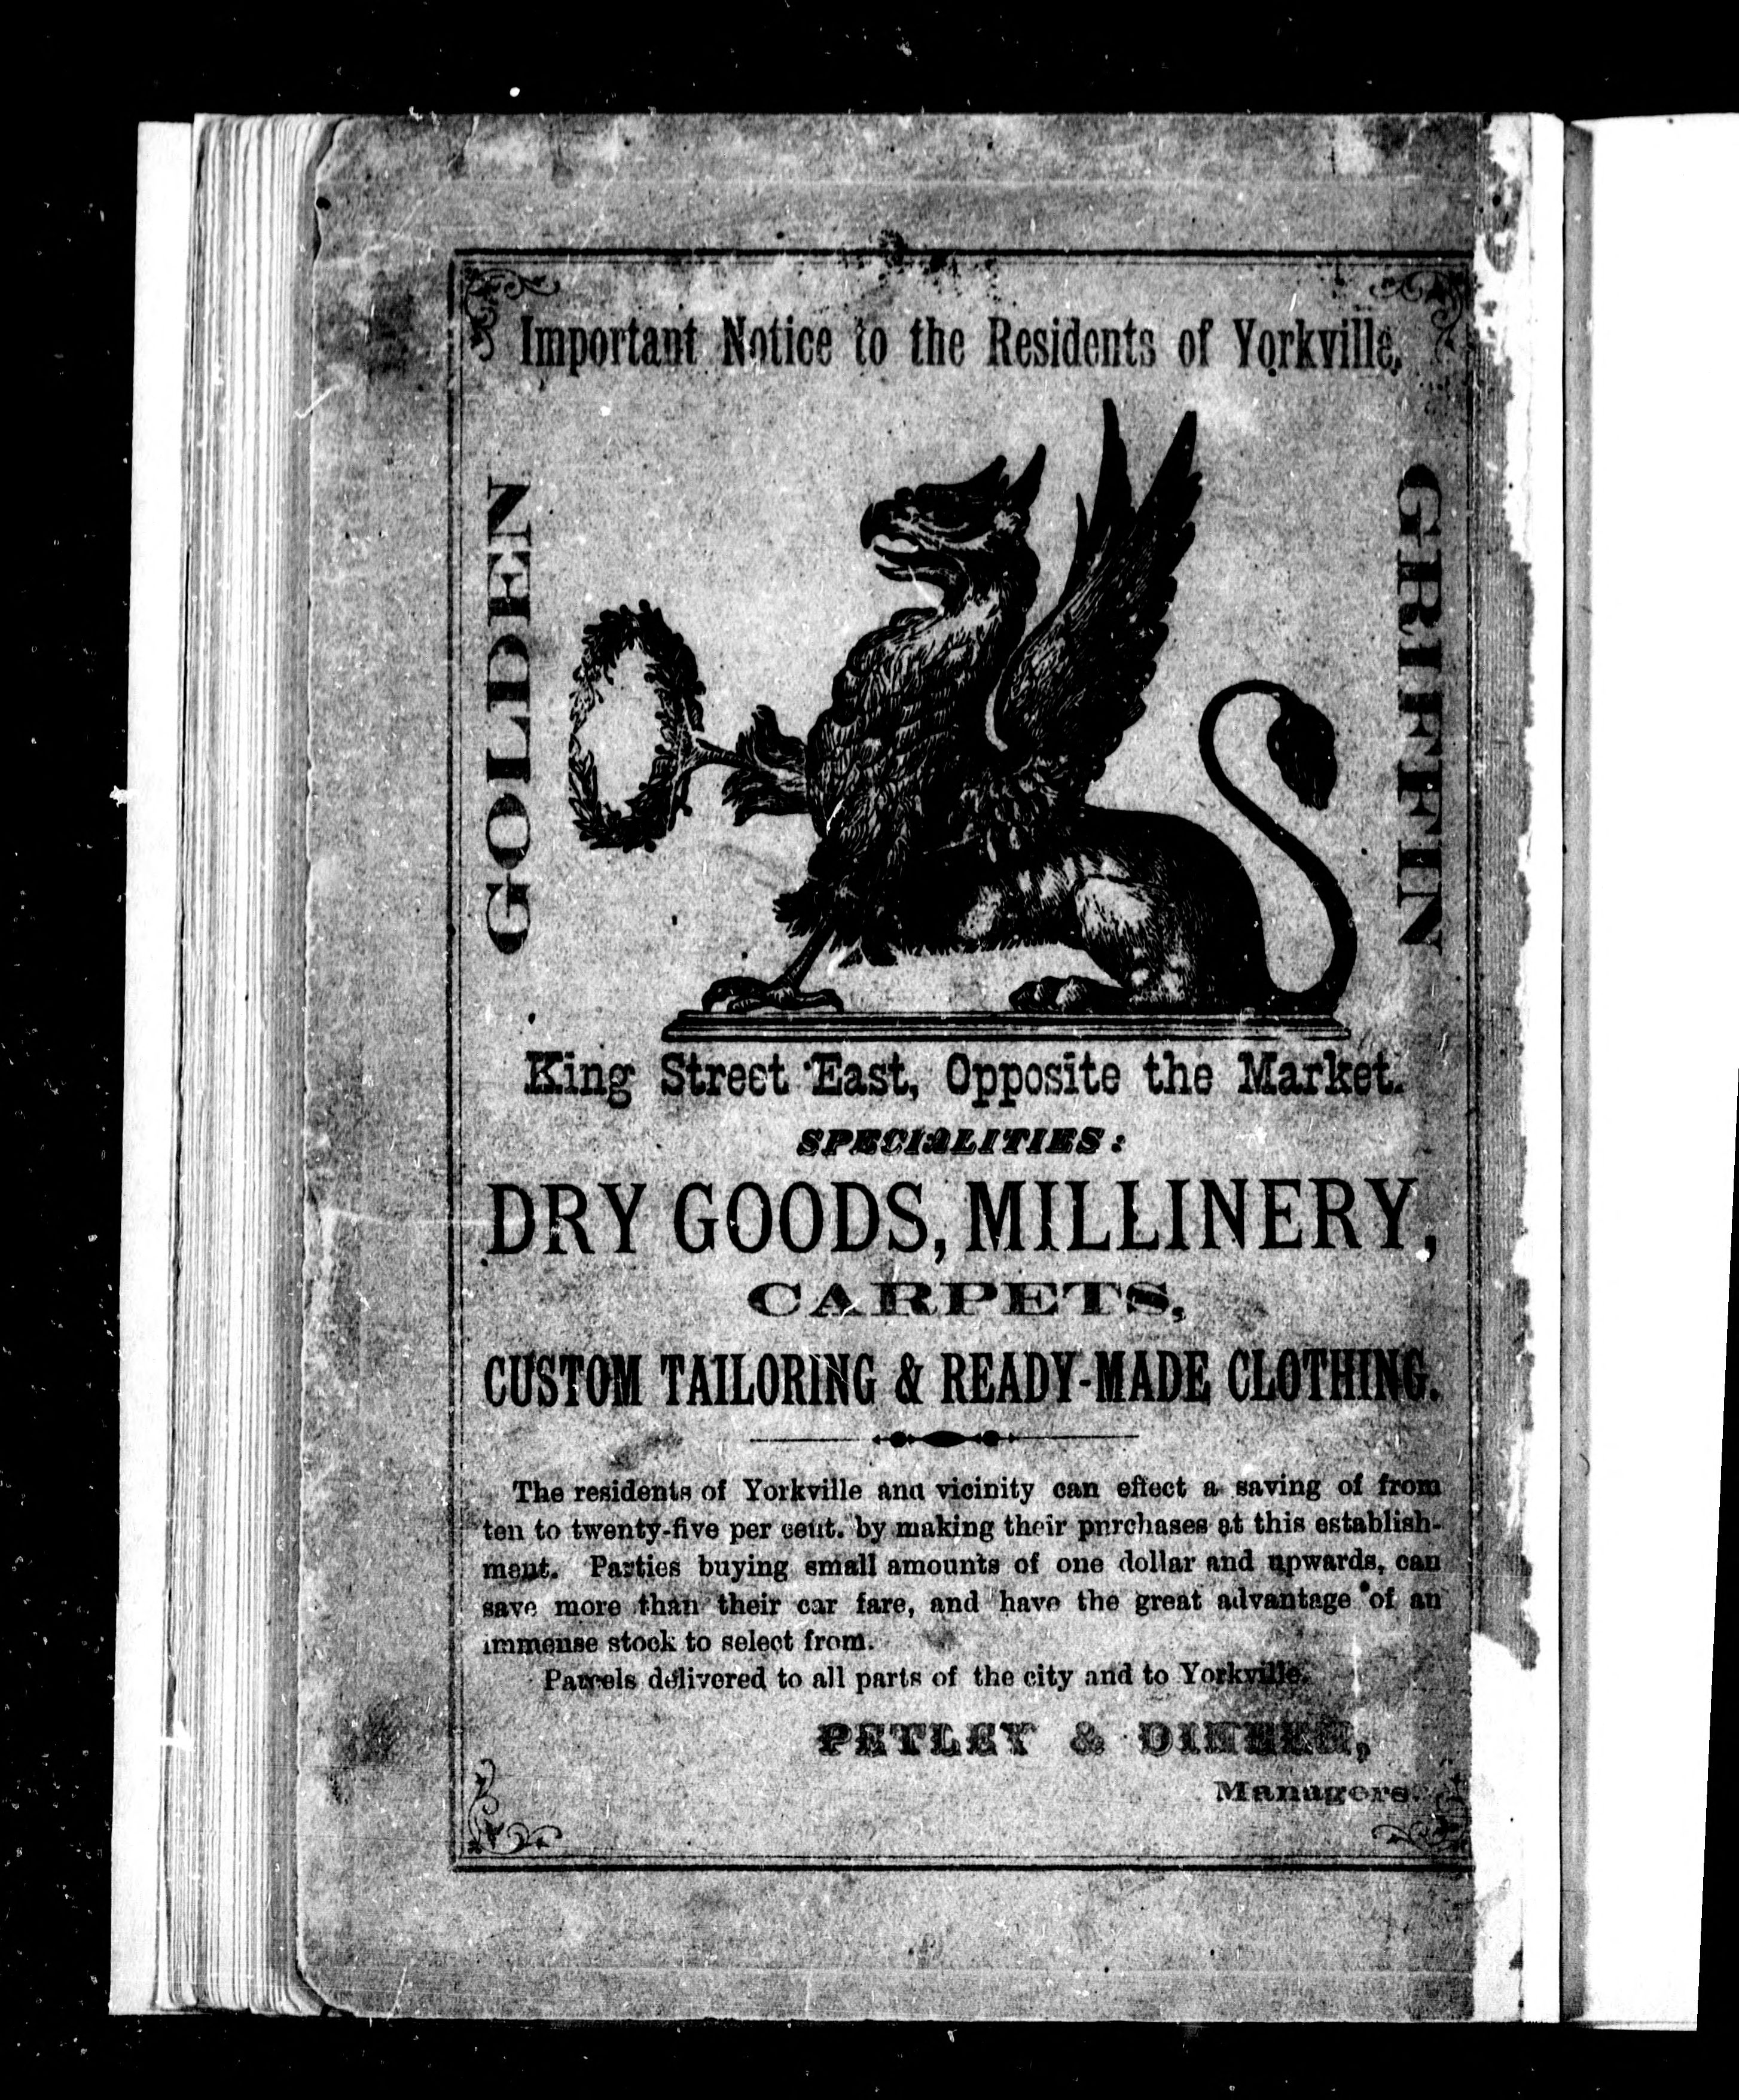 Important Notice to the Residents of Yorkville,
GOLDEN
GRIFFIN
King Street East, Opposite the Market.
SPECIALITIES:
DRY GOODS, MILLINERY,
CARPETS,
CUSTOM TAILORING & READY-MADE CLOTHING.
The residents of Yorkville and vicinity can effect a saving of from
ten to twenty-five per cent. by making their purchases at this establish-
ment. Parties buying small amounts of one dollar and upwards, can
save more than their car fare, and have the great advantage of an
immense stock to select from.
Parcels delivered to all parts of the city and to Yorkville.
PETLEY & DINEEN,
Managers.